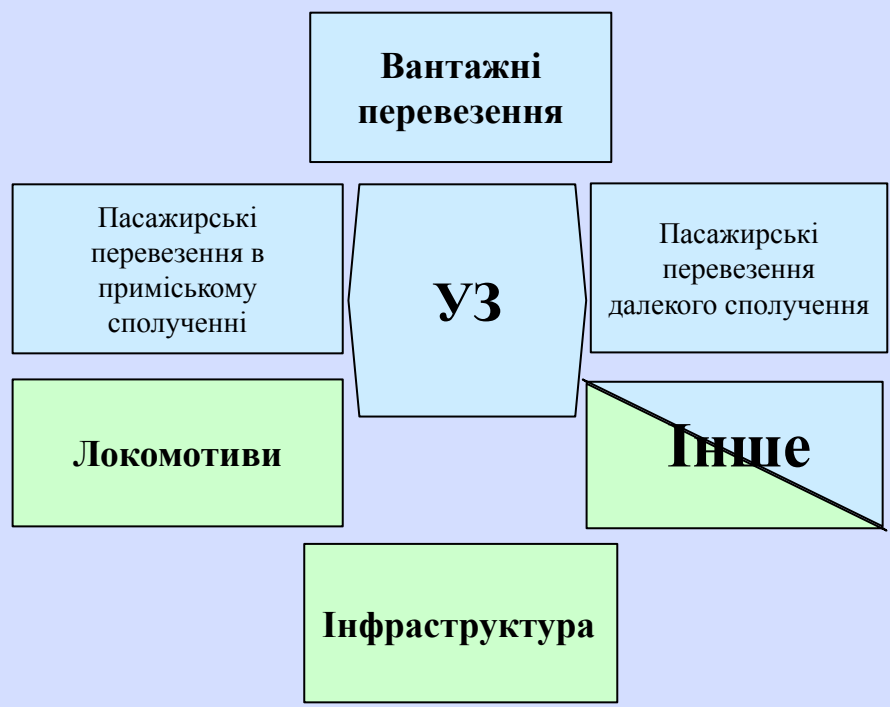 Вантажні
перевезення
Пасажирські
перевезення в
приміському
сполученні
УЗ
Пасажирські
перевезення
далекого сполучення
Локомотиви
Інше
Інфраструктура